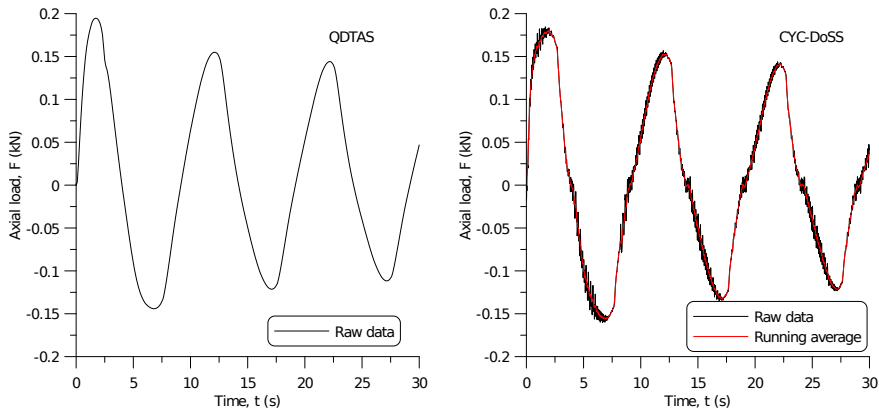 0.2
0.15
0.1
0.05
0
-0.05
-0.1
-0.15
-0.2
Axial load, F (kN)
QDTAS
Raw data
0 5 10 15 20 25 30
Time, t (s)
0.2
0.15
0.1
0.05
0
-0.05
-0.1
-0.15
-0.2
Axial load, F (kN)
CYC-DoSS
Raw data
Running average
0 5 10 15 20 25 30
Time, t (s)